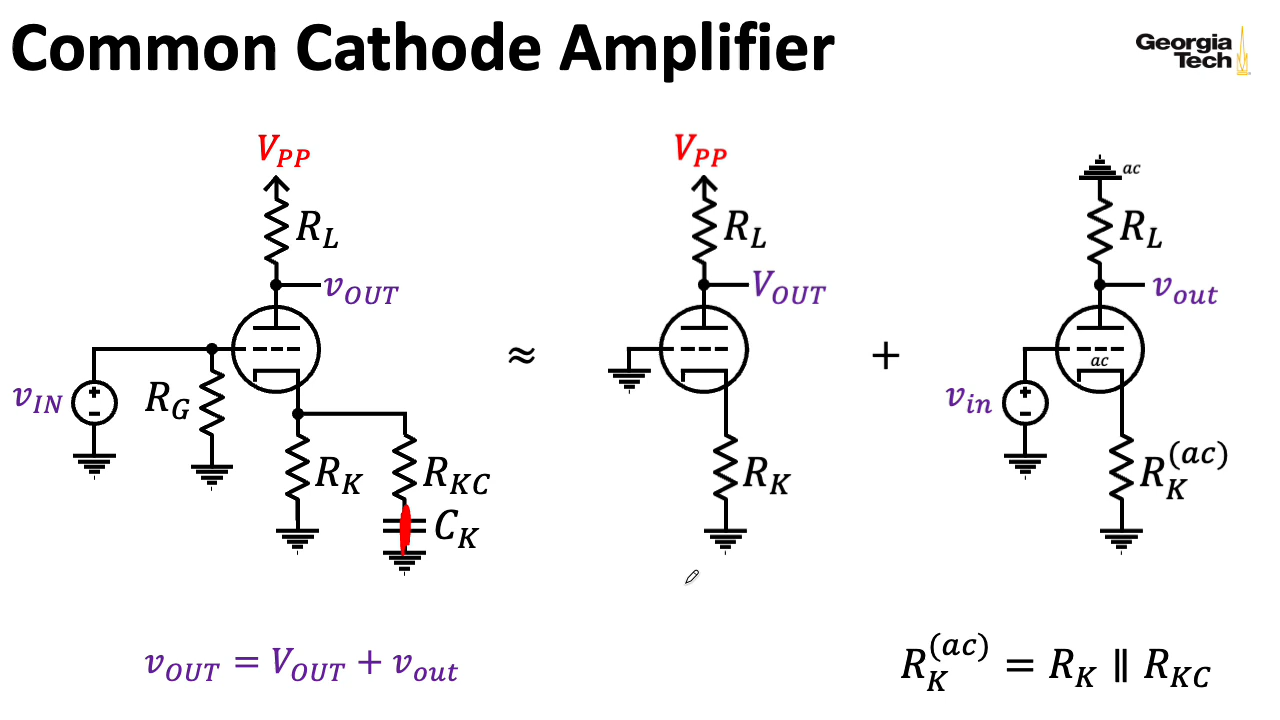 Common Cathode Amplifier
Georgia
Tech
V_PP
R_L
v_OUT
v_IN
R_G
R_K
R_KC
C_K
≈
V_PP
R_L
V_OUT
R_K
+
ac
R_L
v_out
ac
v_in
R_K^(ac)
v_OUT = V_OUT + v_out
R_K^(ac) = R_K ∥ R_KC